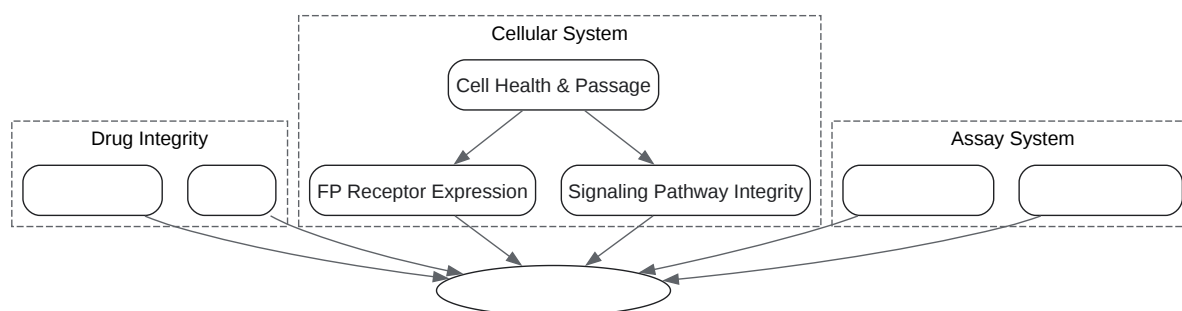 Cellular System
Cell Health & Passage
Drug Integrity
Assay System
FP Receptor Expression
Signaling Pathway Integrity